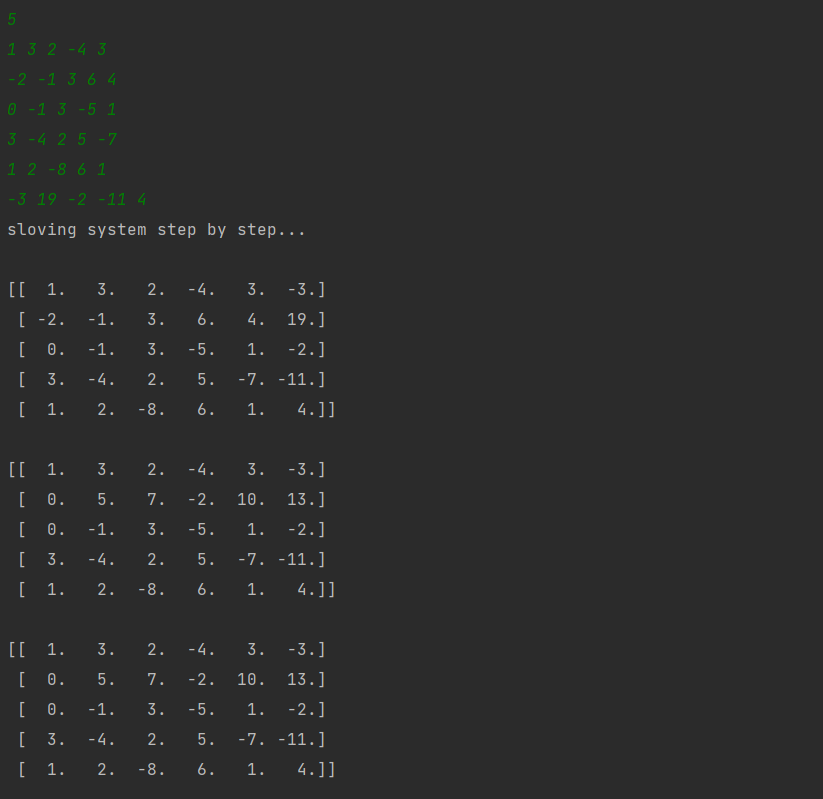 5
1 3 2 -4 3
-2 -1 3 6 4
0 -1 3 -5 1
3 -4 2 5 -7
1 2 -8 6 1
-3 19 -2 -11 4
sloving system step by step...
[[  1.   3.   2.  -4.   3.  -3.]
 [ -2.  -1.   3.   6.   4.  19.]
 [  0.  -1.   3.  -5.   1.  -2.]
 [  3.  -4.   2.   5.  -7. -11.]
 [  1.   2.  -8.   6.   1.   4.]]
[[  1.   3.   2.  -4.   3.  -3.]
 [  0.   5.   7.  -2.  10.  13.]
 [  0.  -1.   3.  -5.   1.  -2.]
 [  3.  -4.   2.   5.  -7. -11.]
 [  1.   2.  -8.   6.   1.   4.]]
[[  1.   3.   2.  -4.   3.  -3.]
 [  0.   5.   7.  -2.  10.  13.]
 [  0.  -1.   3.  -5.   1.  -2.]
 [  3.  -4.   2.   5.  -7. -11.]
 [  1.   2.  -8.   6.   1.   4.]]